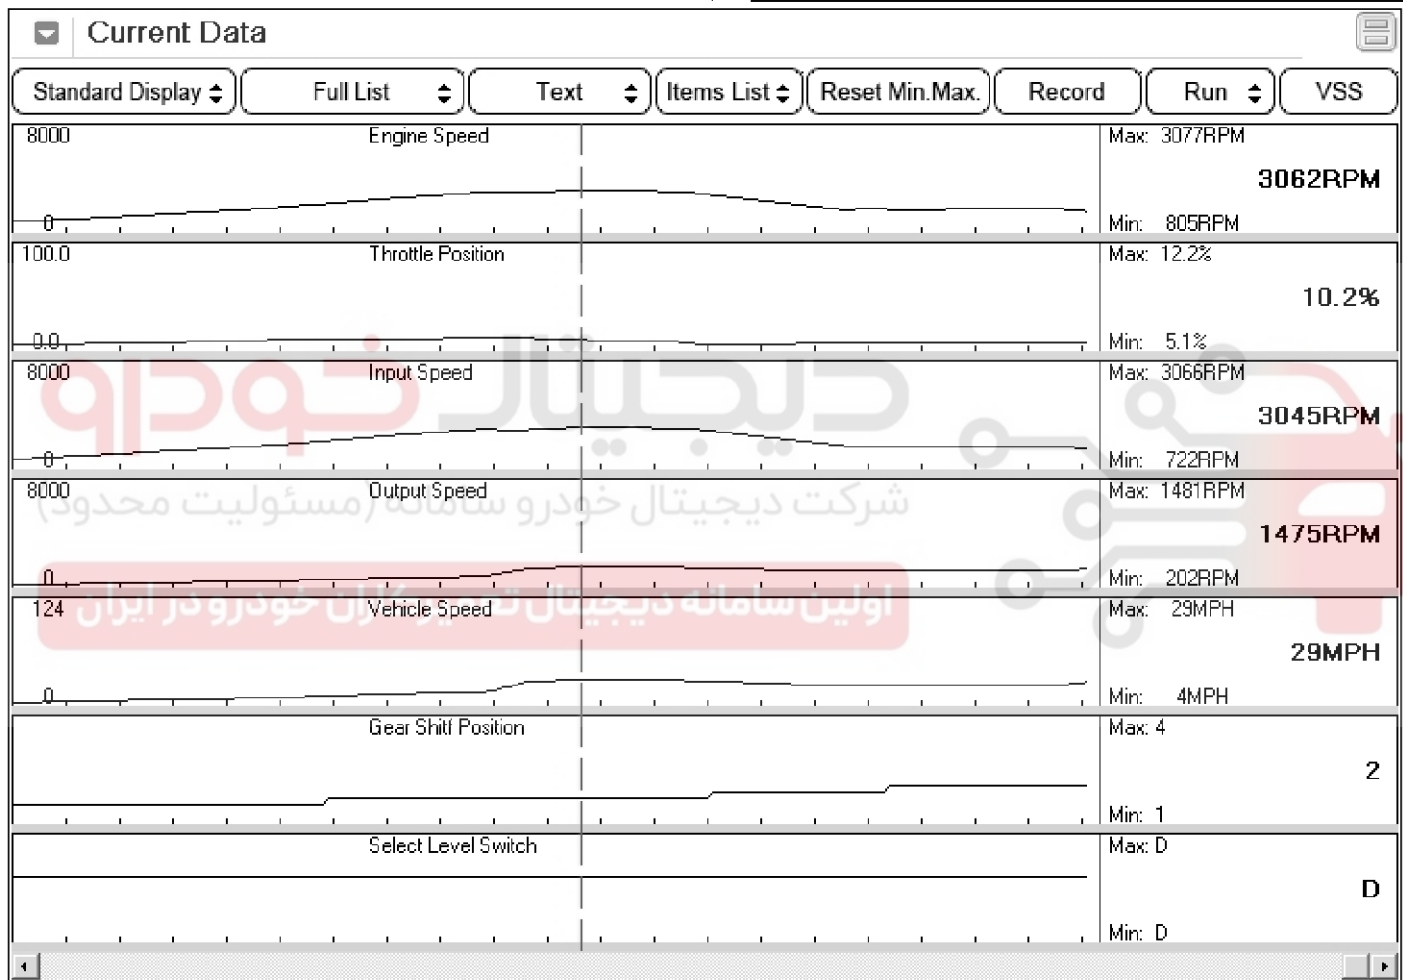 Current Data
Standard Display Full List Text Items List Reset Min.Max. Record Run VSS
8000 Engine Speed Max: 3077RPM
3062RPM
0 Min: 805RPM
100.0 Throttle Position Max: 12.2%
10.2%
0.0 Min: 5.1%
8000 Input Speed Max: 3066RPM
3045RPM
0 Min: 722RPM
8000 Output Speed Max: 1481RPM
1475RPM
0 Min: 202RPM
124 Vehicle Speed Max: 29MPH
29MPH
0 Min: 4MPH
Gear Shitf Position Max: 4
2
Min: 1
Select Level Switch Max: D
D
Min: D
دیجیتال خودرو
شرکت دیجیتال خودرو سامانه (مسئولیت محدود)
اولین سامانه دیجیتال تعمیرکاران خودرو در ایران